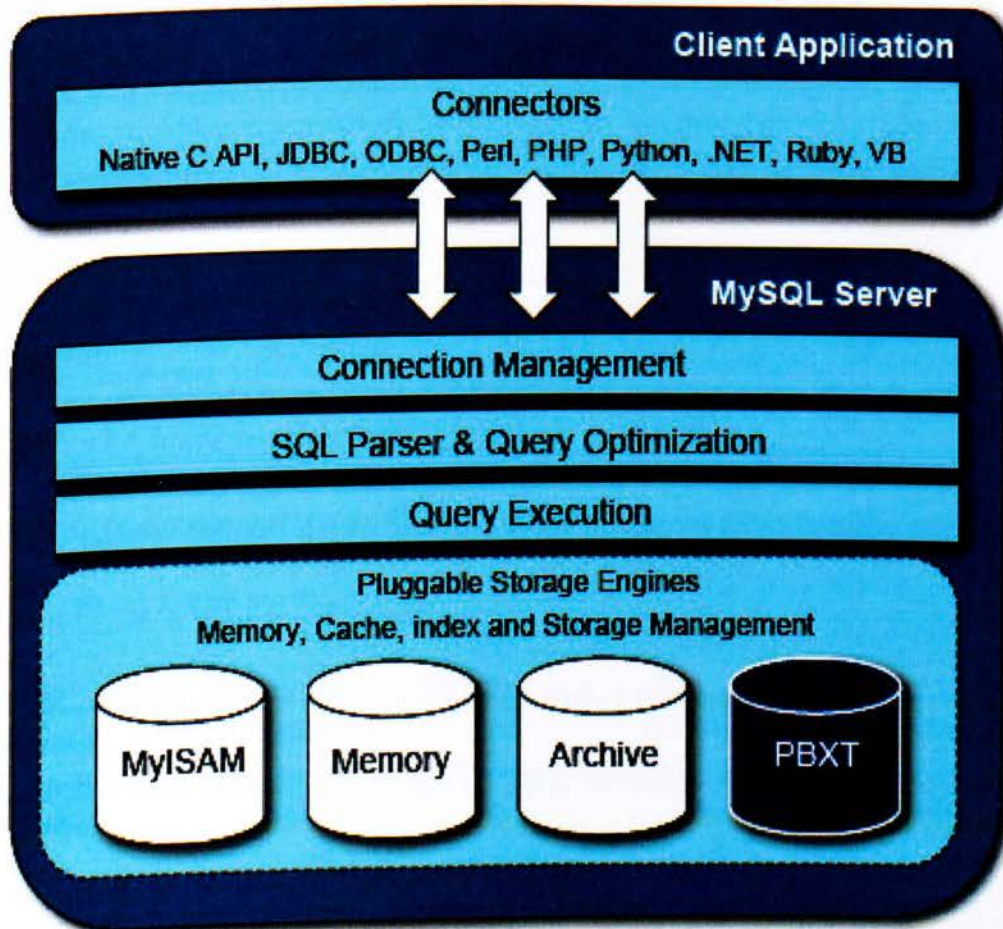 Client Application
Connectors
Native C API, JDBC, ODBC, Perl, PHP, Python, .NET, Ruby, VB
MySQL Server
Connection Management
SQL Parser & Query Optimization
Query Execution
Pluggable Storage Engines
Memory, Cache, index and Storage Management
MyISAM
Memory
Archive
PBXT